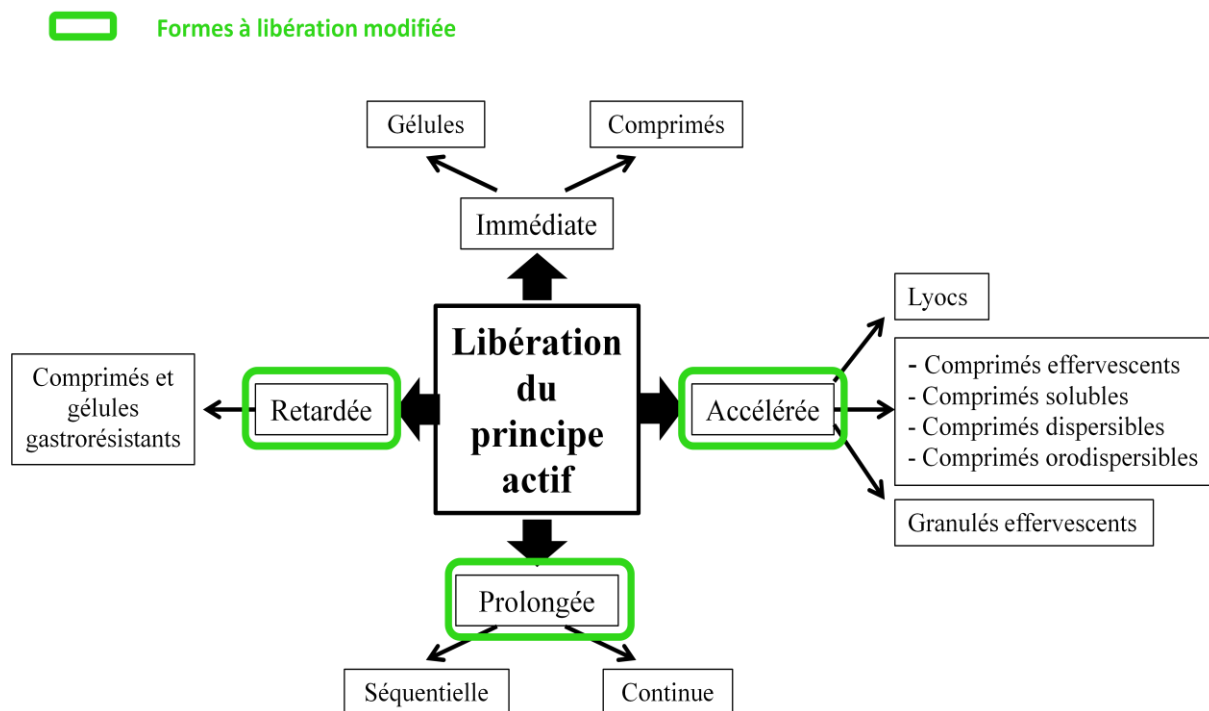 Formes à libération modifiée
Gélules
Comprimés
Immédiate
Libération
du
principe
actif
Retardée
Comprimés et
gélules
gastrorésistants
Accélérée
Lyocs
- Comprimés effervescents
- Comprimés solubles
- Comprimés dispersibles
- Comprimés orodispersibles
Granulés effervescents
Prolongée
Séquentielle
Continue